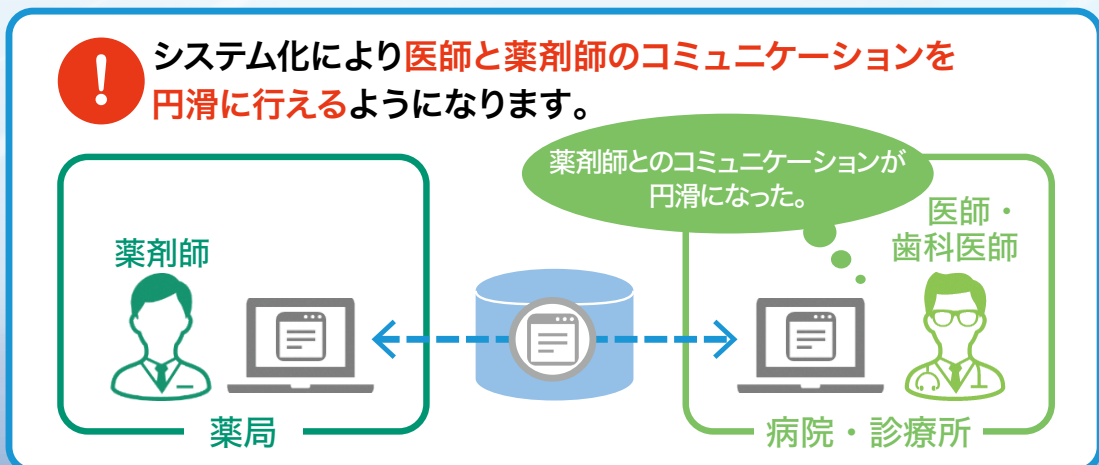 システム化により医師と薬剤師のコミュニケーションを
円滑に行えるようになります。
薬剤師とのコミュニケーションが
円滑になった。
薬剤師
医師・
歯科医師
薬局
病院・診療所